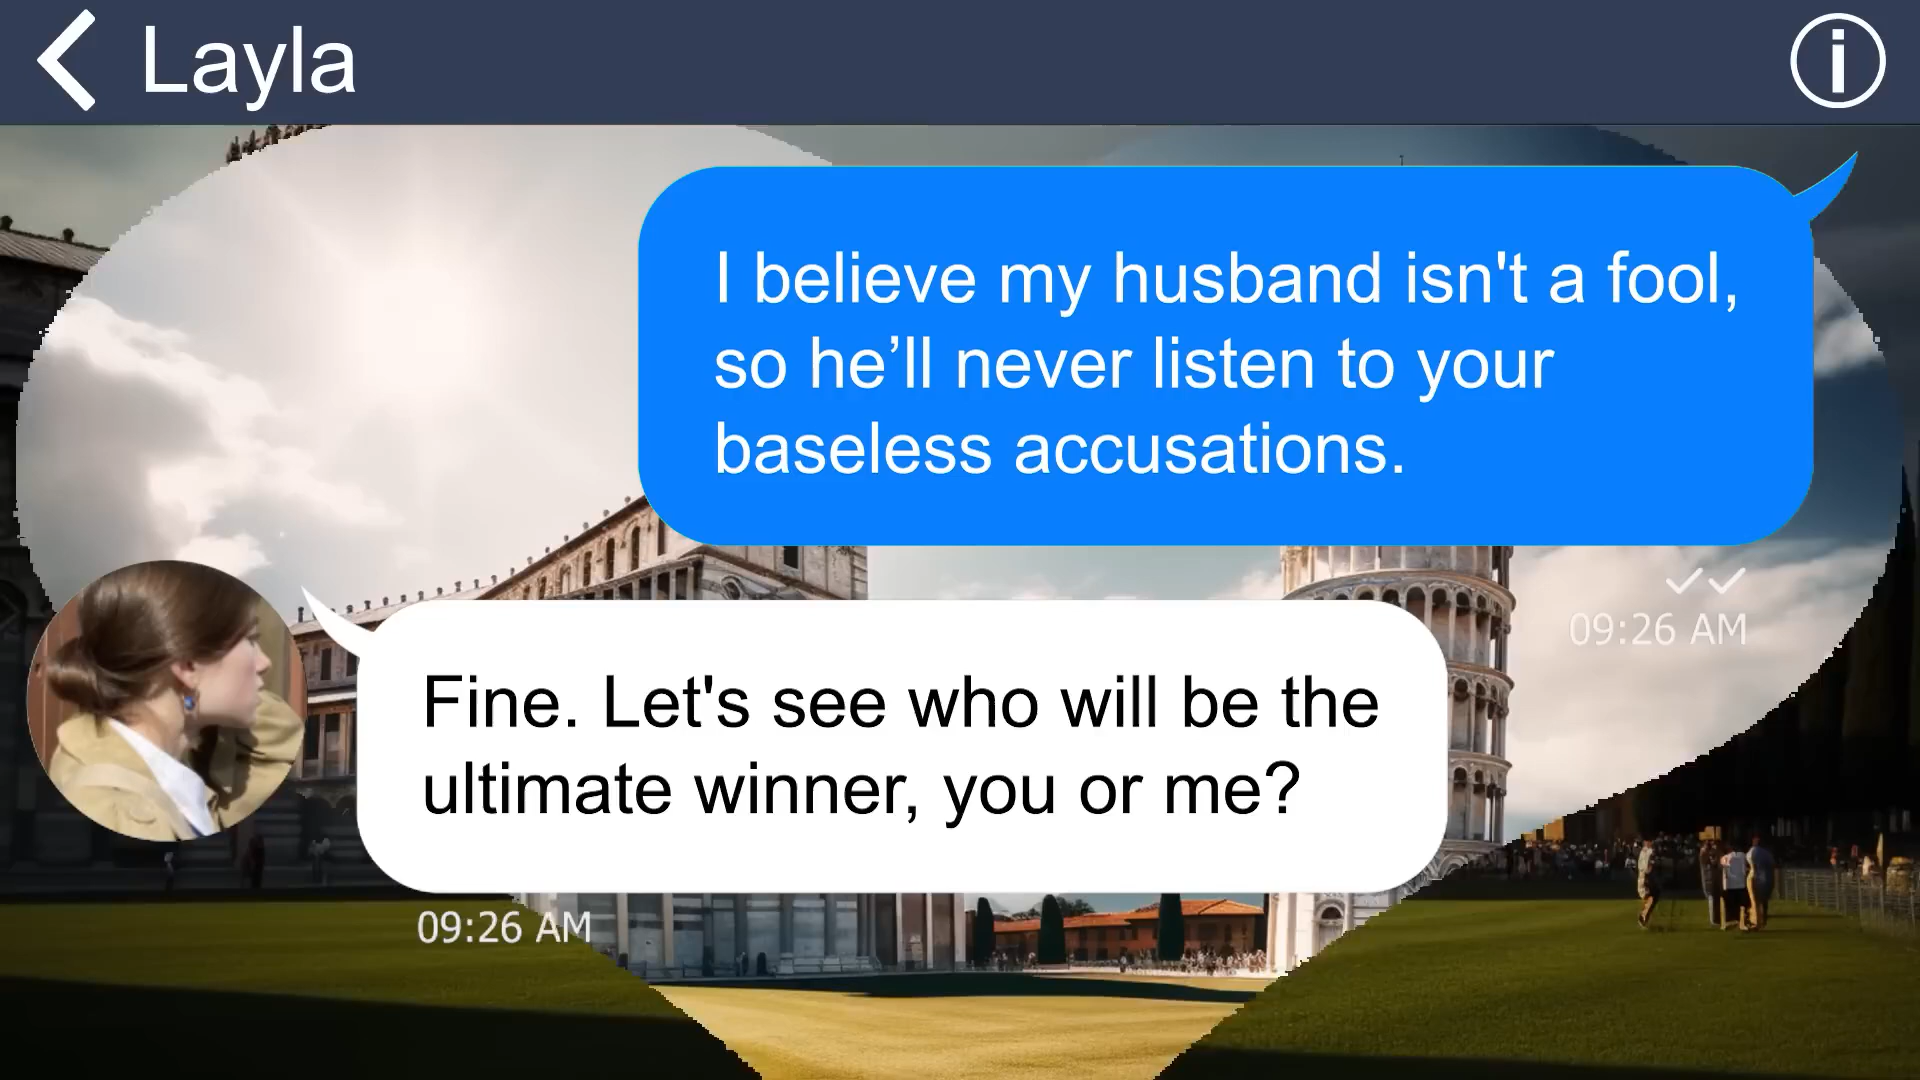 Layla
I believe my husband isn't a fool,
so he’ll never listen to your
baseless accusations.
09:26 AM
Fine. Let's see who will be the
ultimate winner, you or me?
09:26 AM